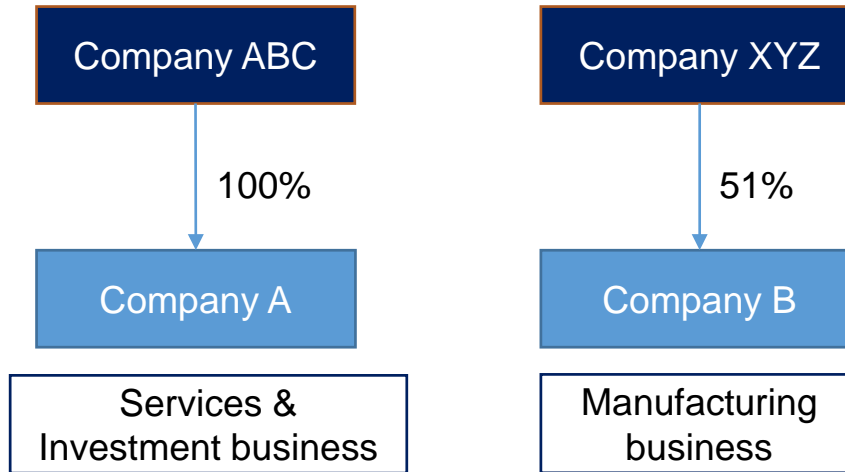 Company ABC
Company XYZ
100%
51%
Company A
Company B
Services &
Investment business
Manufacturing
business